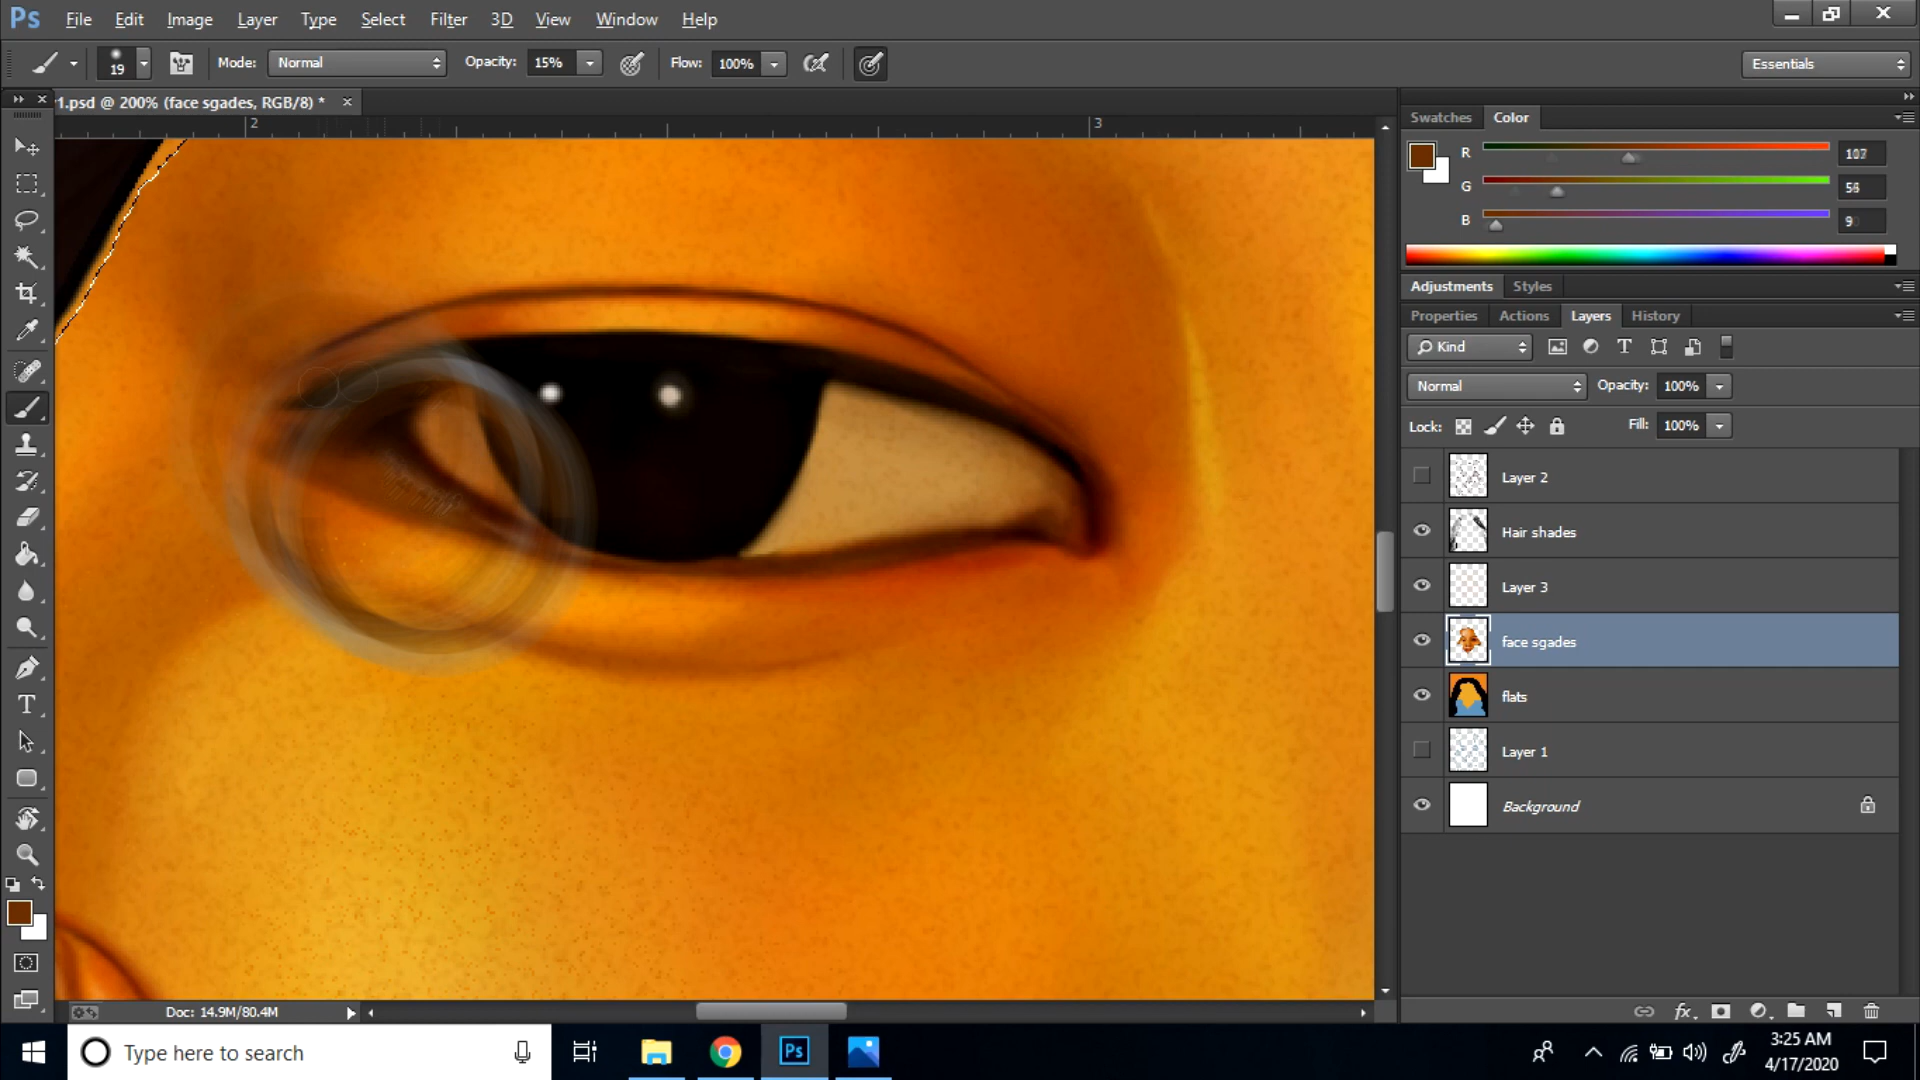 Ps File Edit Image Layer Type Select Filter 3D View Window Help
19 Mode: Normal Opacity: 15% Flow: 100% Essentials
1.psd @ 200% (face sgades, RGB/8) *
2 3
Swatches Color
R
G 56
B 9
Adjustments Styles
Properties Actions Layers History
Kind
Normal Opacity: 100%
Lock: Fill: 100%
Layer 2
Hair shades
Layer 3
face sgades
flats
Layer 1
Background
Doc: 14.9M/80.4M
Type here to search
Ps
3:25 AM
4/17/2020